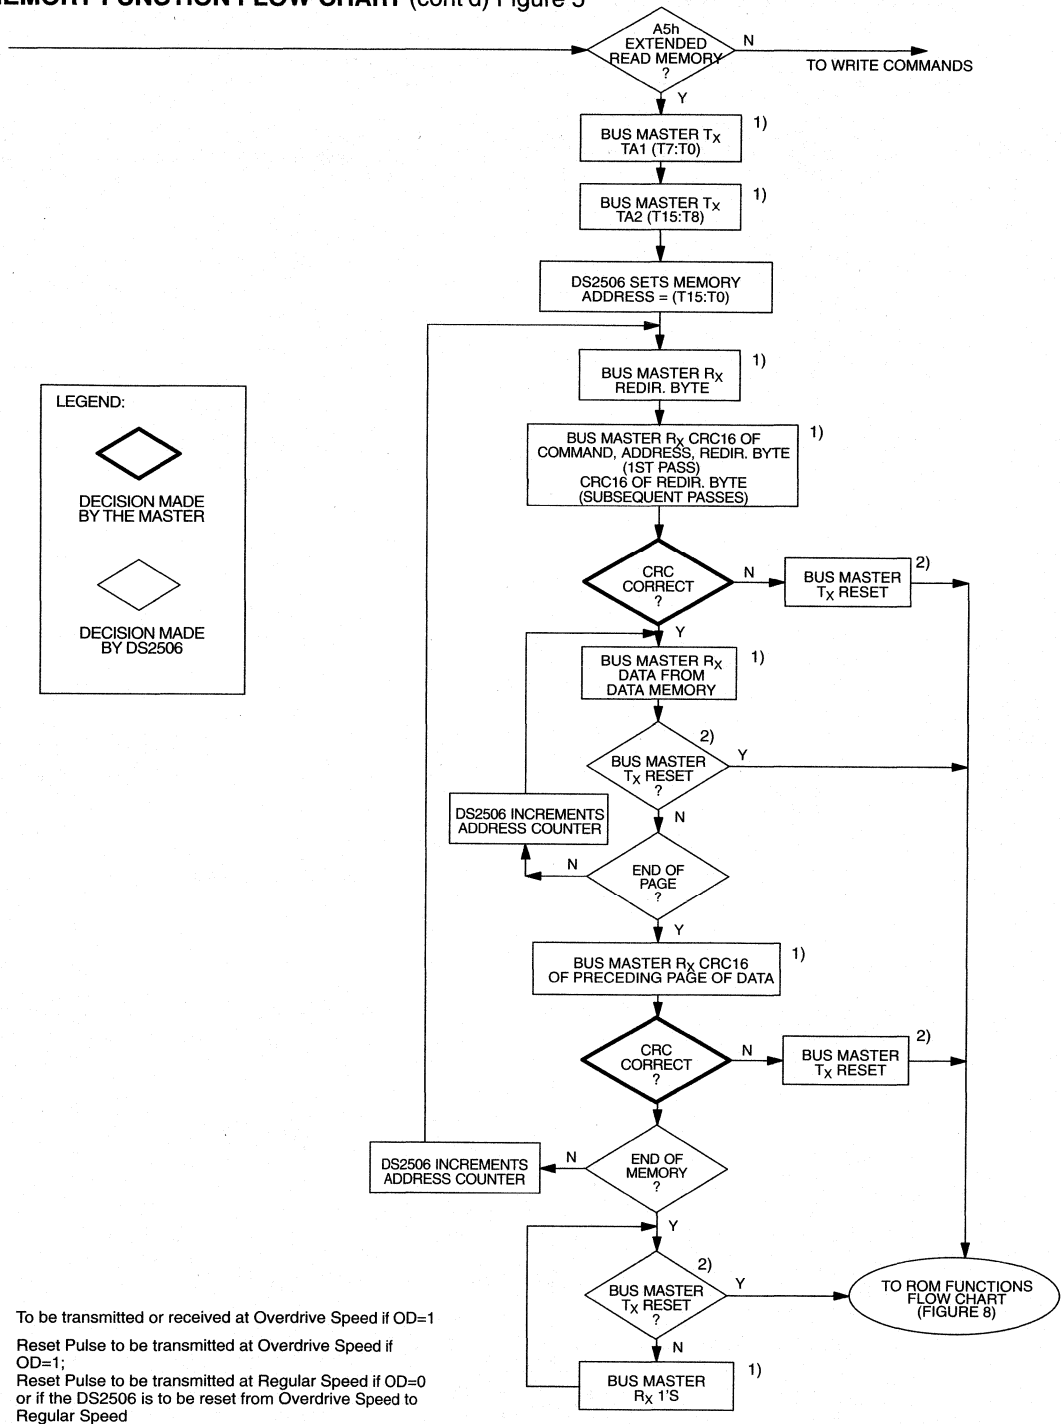 EMORY FUNCTION FLOW CHART (cont'd) Figure 5
A5h
EXTENDED
READ MEMORY
?
N
TO WRITE COMMANDS
Y
BUS MASTER TX
TA1 (T7:T0)
1)
BUS MASTER TX
TA2 (T15:T8)
1)
DS2506 SETS MEMORY
ADDRESS = (T15:T0)
BUS MASTER RX
REDIR. BYTE
1)
BUS MASTER RX CRC16 OF
COMMAND, ADDRESS, REDIR. BYTE
(1ST PASS)
CRC16 OF REDIR. BYTE
(SUBSEQUENT PASSES)
1)
LEGEND:
DECISION MADE
BY THE MASTER
DECISION MADE
BY DS2506
CRC
CORRECT
?
N
BUS MASTER
TX RESET
2)
Y
BUS MASTER RX
DATA FROM
DATA MEMORY
1)
BUS MASTER
TX RESET
?
2)
Y
N
DS2506 INCREMENTS
ADDRESS COUNTER
N
END OF
PAGE
?
Y
BUS MASTER RX CRC16
OF PRECEDING PAGE OF DATA
1)
CRC
CORRECT
?
N
BUS MASTER
TX RESET
2)
DS2506 INCREMENTS
ADDRESS COUNTER
N
END OF
MEMORY
?
Y
BUS MASTER
TX RESET
?
2)
Y
TO ROM FUNCTIONS
FLOW CHART
(FIGURE 8)
N
BUS MASTER
RX 1'S
1)
To be transmitted or received at Overdrive Speed if OD=1
Reset Pulse to be transmitted at Overdrive Speed if
OD=1;
Reset Pulse to be transmitted at Regular Speed if OD=0
or if the DS2506 is to be reset from Overdrive Speed to
Regular Speed